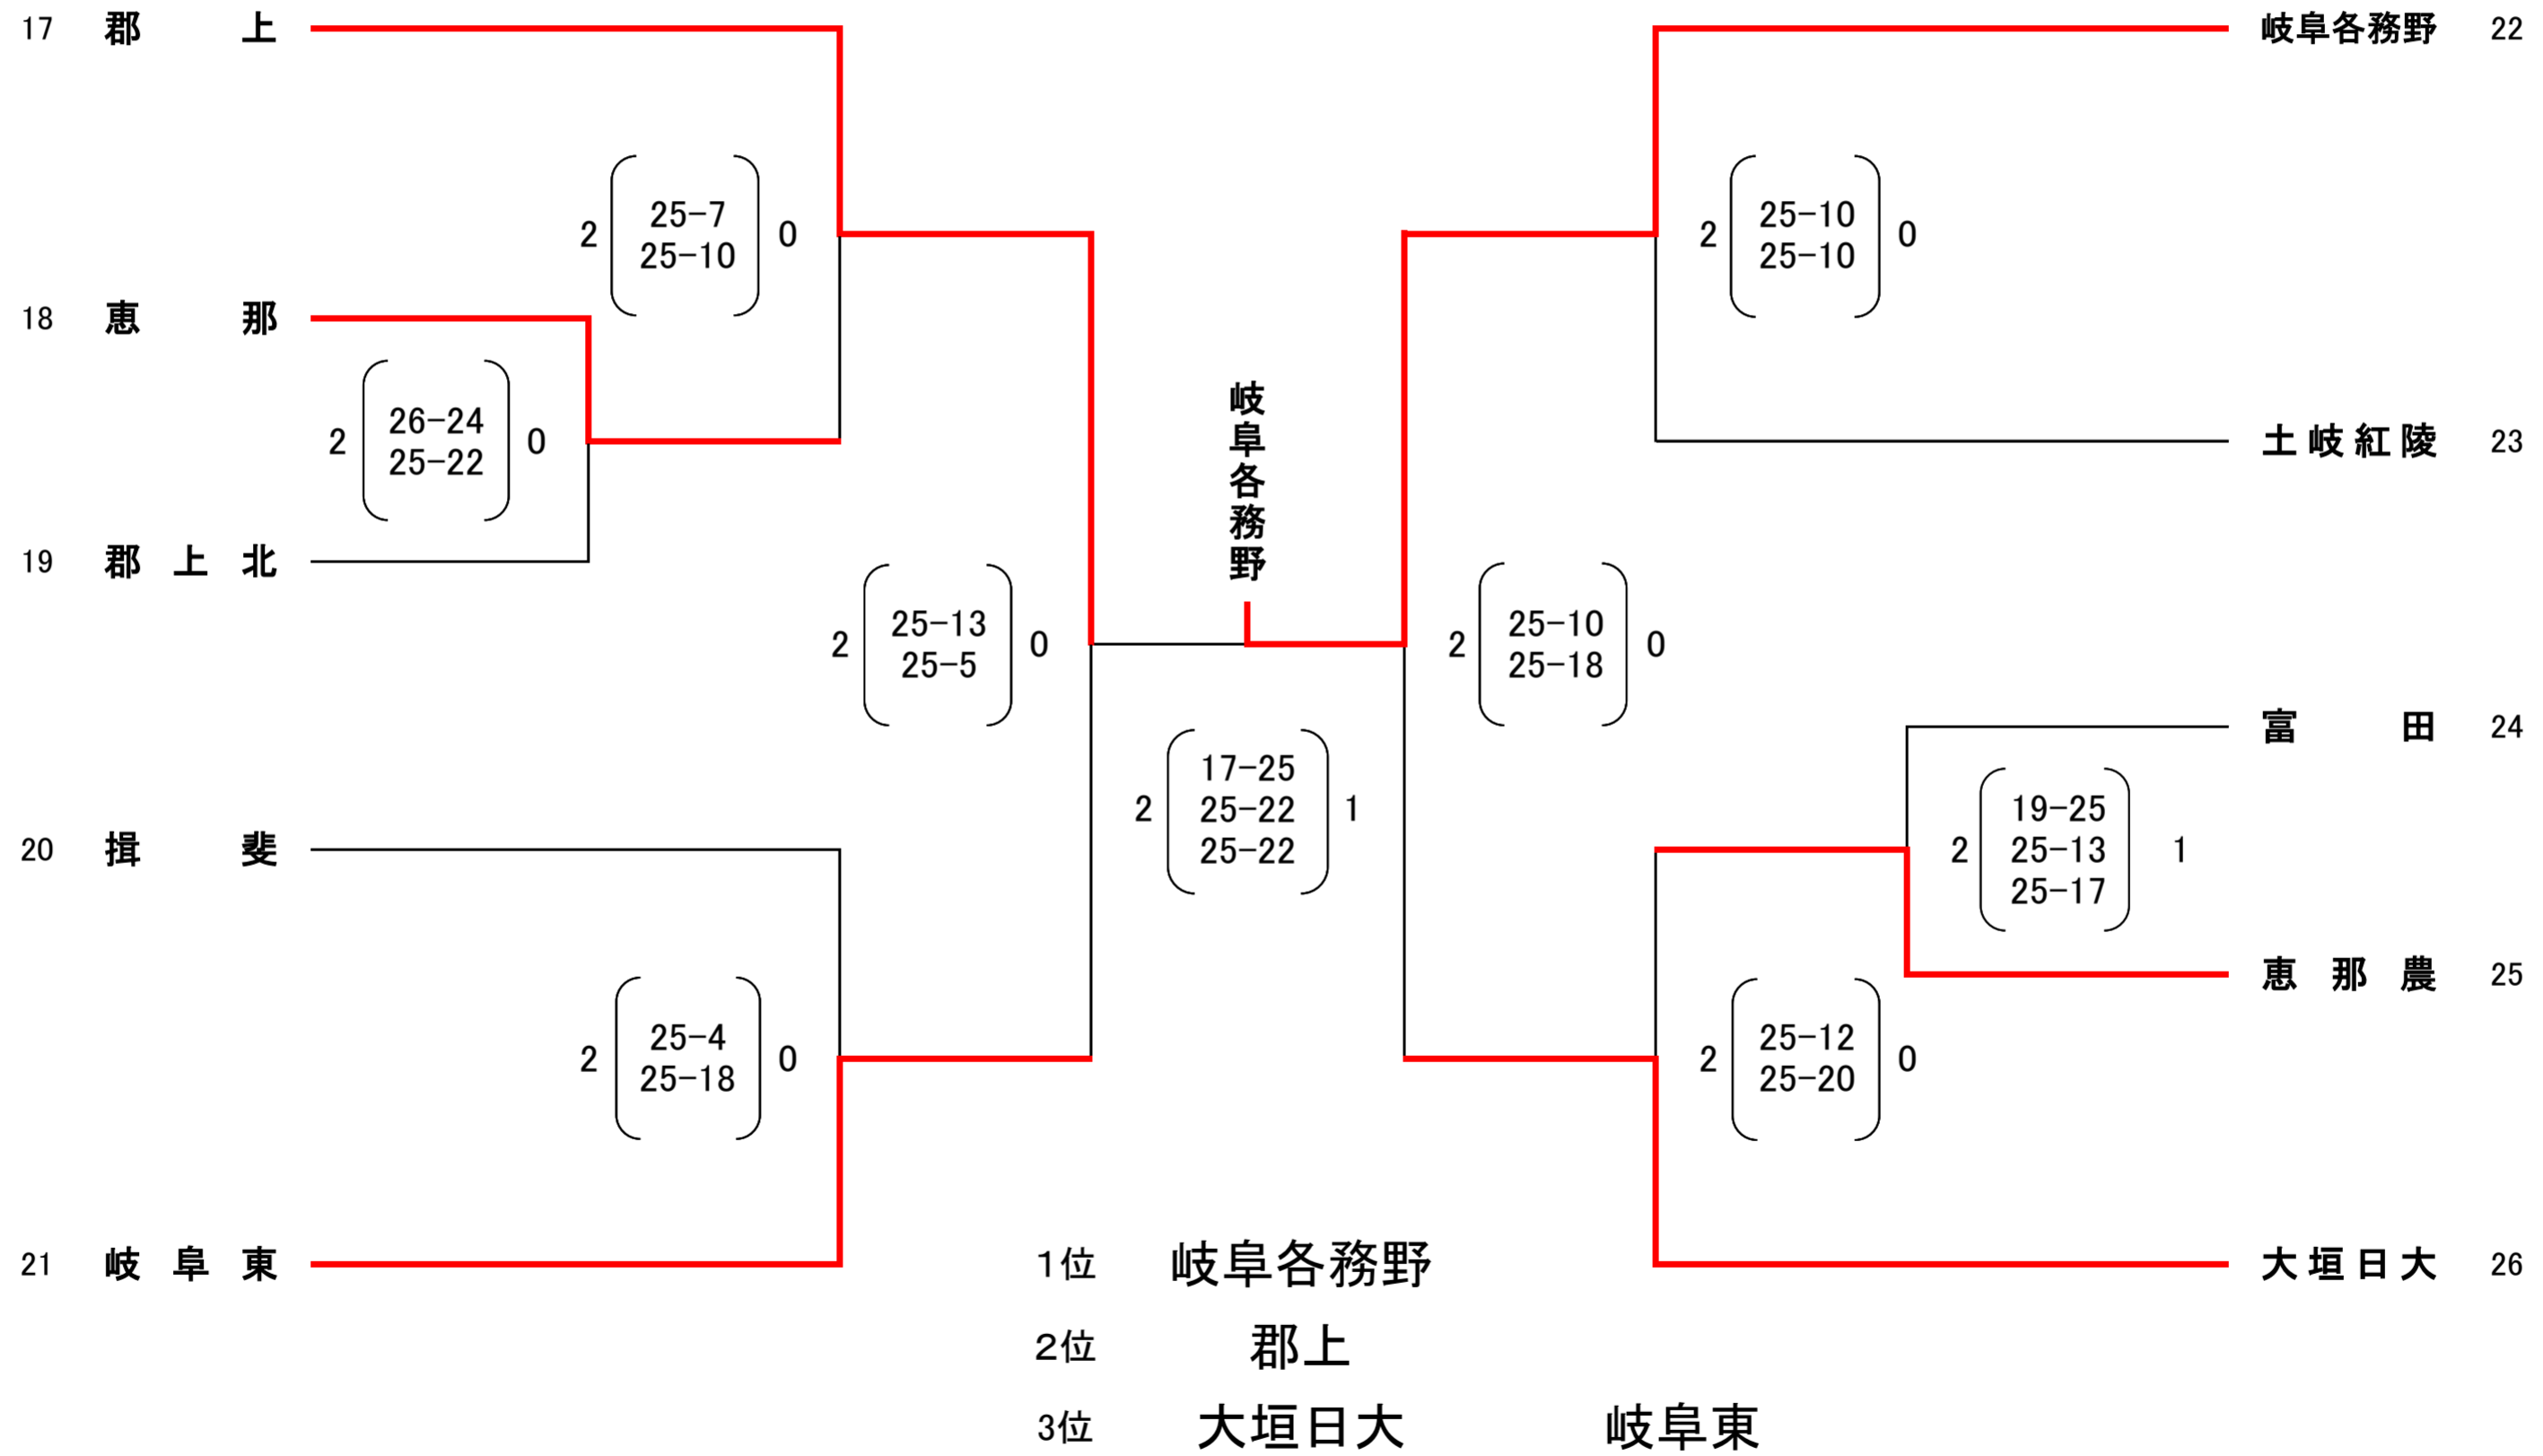 17 郡上
岐阜各務野 22
2 25-7 0
25-10
2 25-10 0
25-10
18 恵那
2 26-24 0
25-22
岐阜各務野
土岐紅陵 23
19 郡上北
2 25-13 0
25-5
2 25-10 0
25-18
富田 24
2 17-25 1
25-22
25-22
2 19-25 1
25-13
25-17
20 揖斐
恵那農 25
2 25-4 0
25-18
2 25-12 0
25-20
21 岐阜東
大垣日大 26
1位 岐阜各務野
2位 郡上
3位 大垣日大 岐阜東